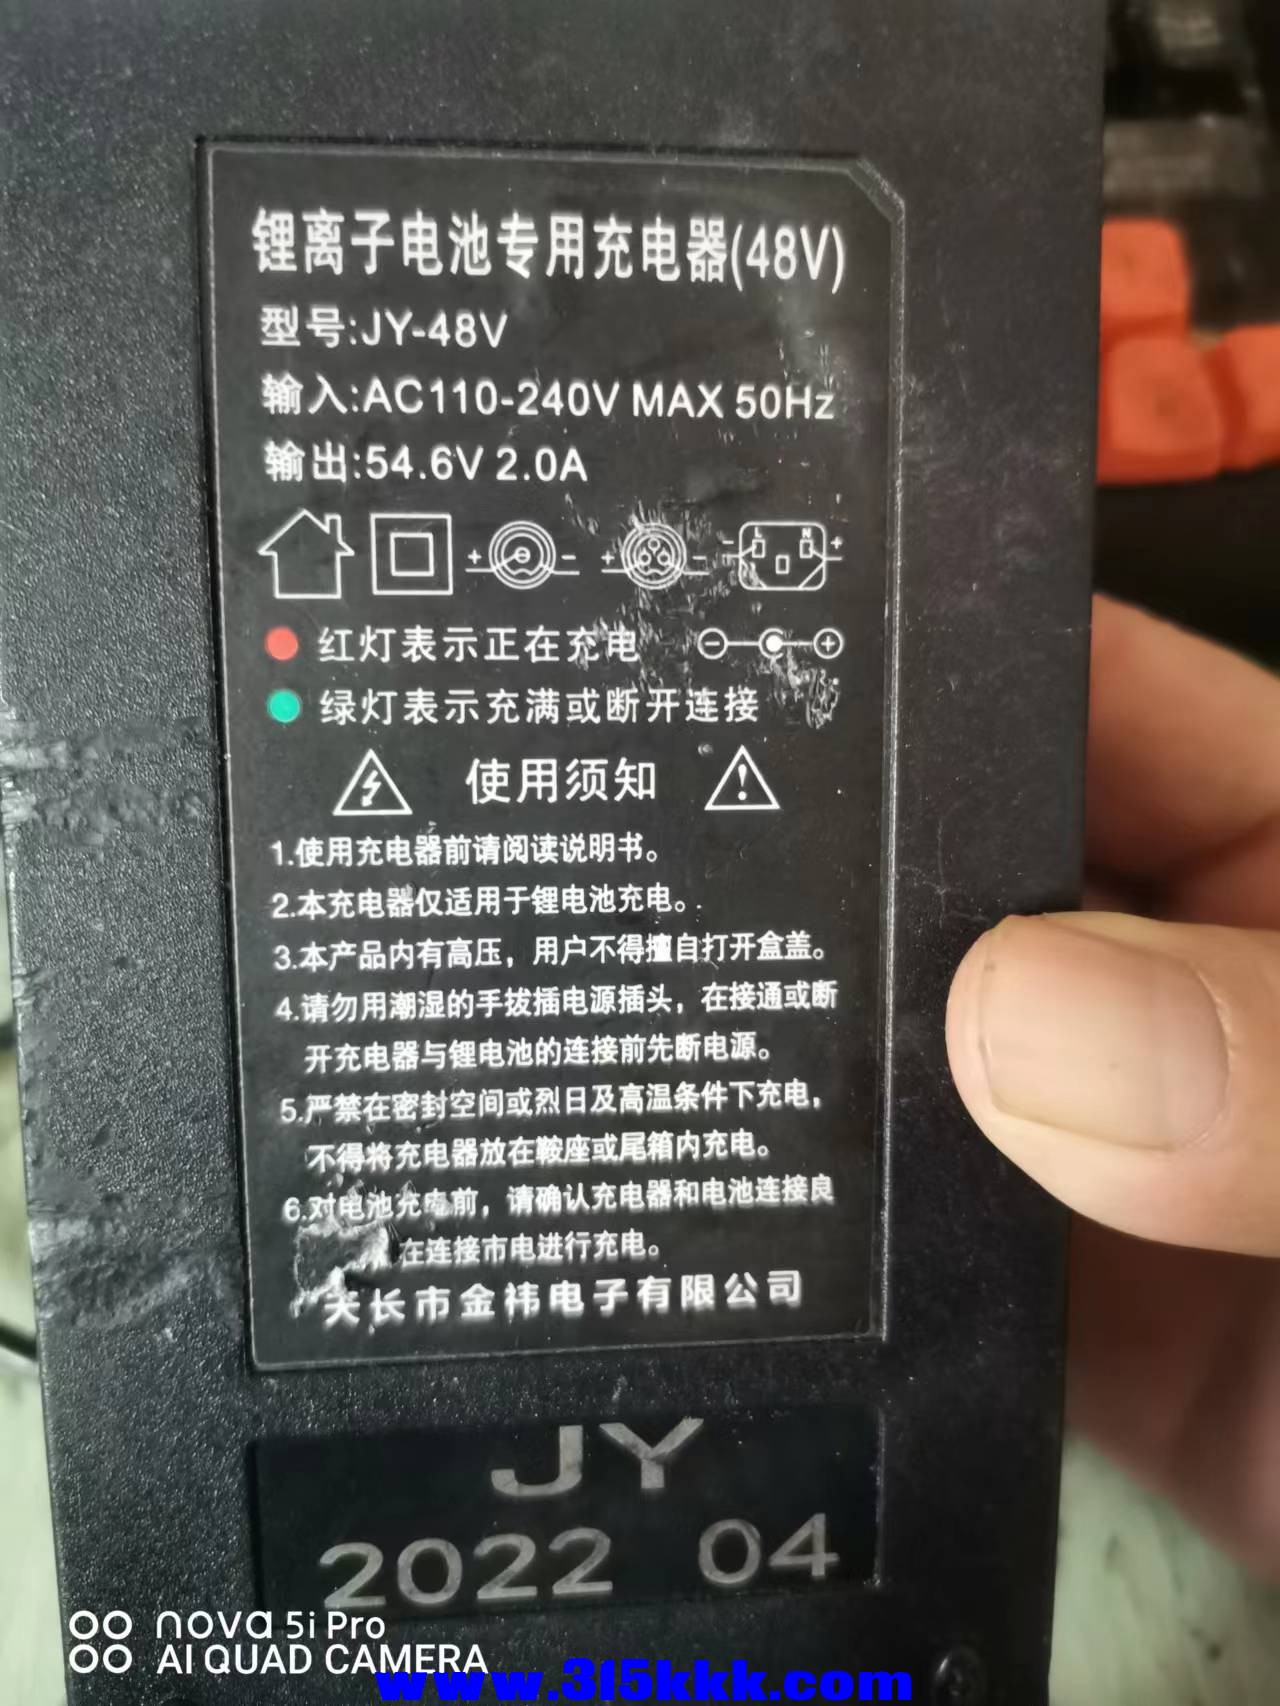 锂离子电池专用充电器(48V)
型号:JY-48V
输入:AC110-240V MAX 50Hz
输出:54.6V 2.0A
+ - + - - L N +
红灯表示正在充电 - +
绿灯表示充满或断开连接
使用须知
1.使用充电器前请阅读说明书。
2.本充电器仅适用于锂电池充电。
3.本产品内有高压，用户不得擅自打开盒盖。
4.请勿用潮湿的手拔插电源插头，在接通或断
开充电器与锂电池的连接前先断电源。
5.严禁在密封空间或烈日及高温条件下充电，
不得将充电器放在鞍座或尾箱内充电。
6.对电池充电前，请确认充电器和电池连接良
在连接市电进行充电。
天长市金祎电子有限公司
JY
2022 04
nova 5i Pro
AI QUAD CAMERA
www.315kkk.com